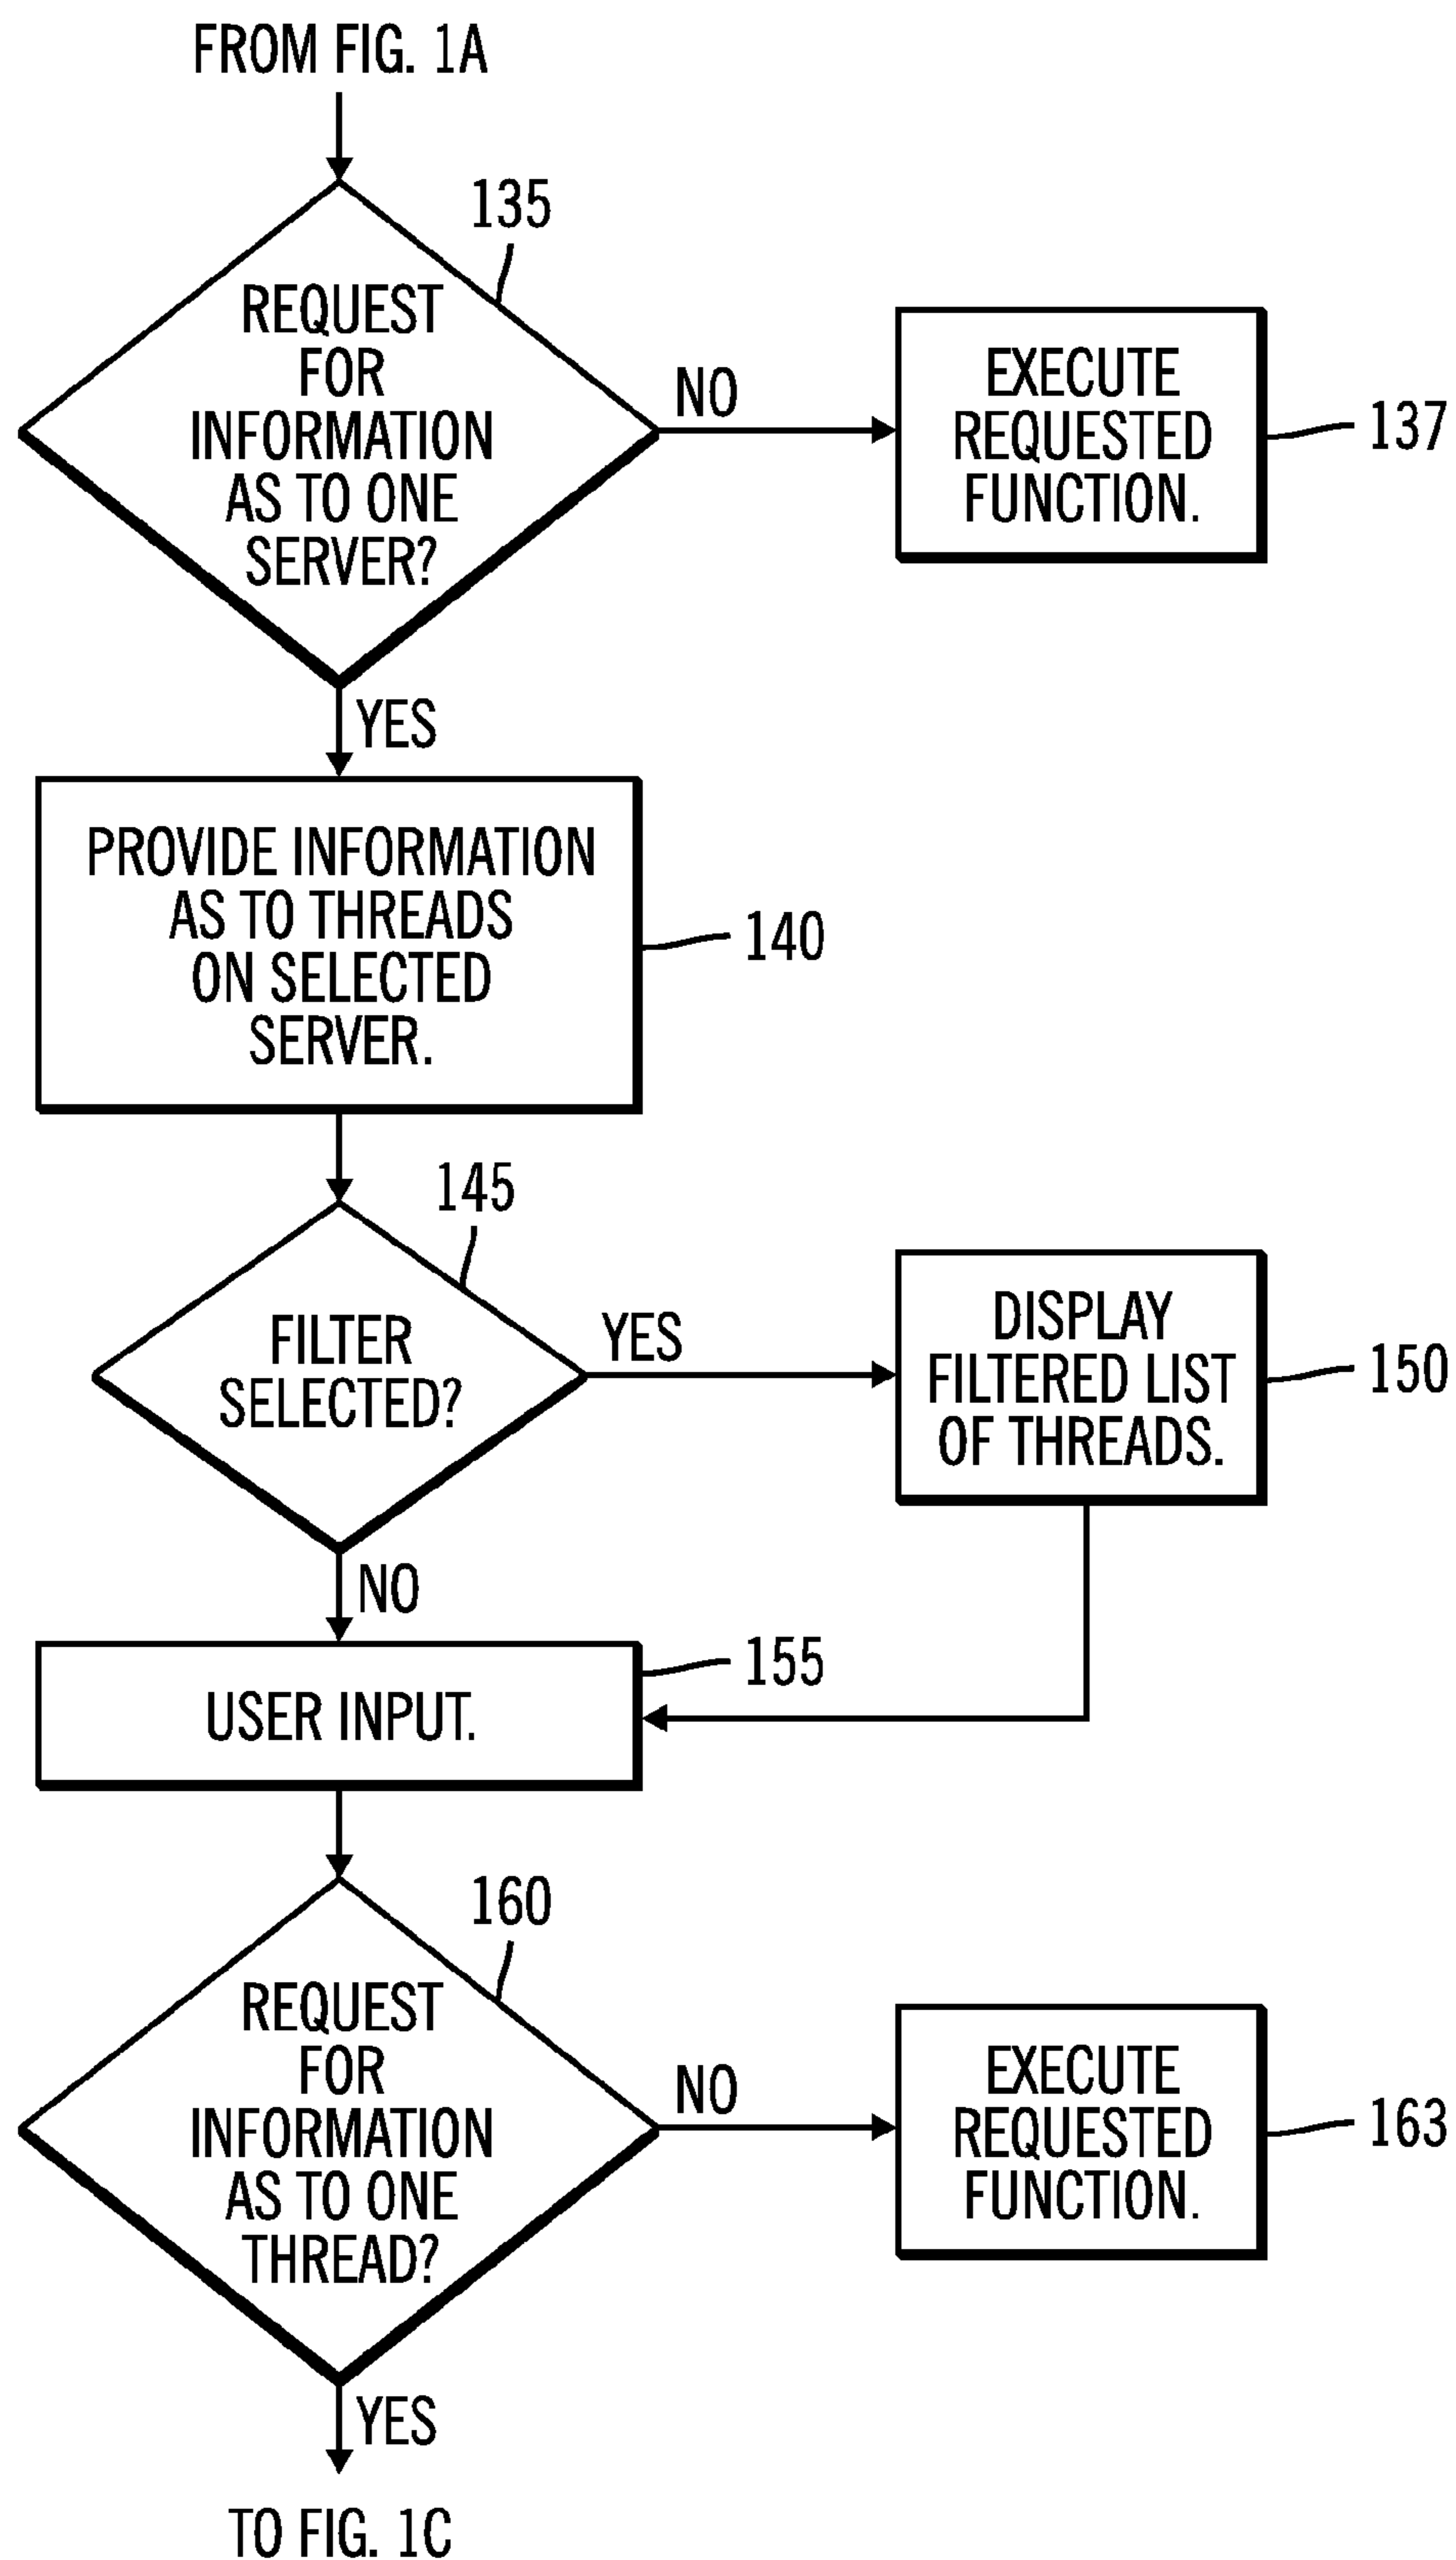 FROM FIG. 1A
135
REQUEST
FOR
INFORMATION
AS TO ONE
SERVER?
NO
EXECUTE
REQUESTED
FUNCTION.
137
YES
PROVIDE INFORMATION
AS TO THREADS
ON SELECTED
SERVER.
140
145
FILTER
SELECTED?
YES
DISPLAY
FILTERED LIST
OF THREADS.
150
NO
USER INPUT.
155
160
REQUEST
FOR
INFORMATION
AS TO ONE
THREAD?
NO
EXECUTE
REQUESTED
FUNCTION.
163
YES
TO FIG. 1C